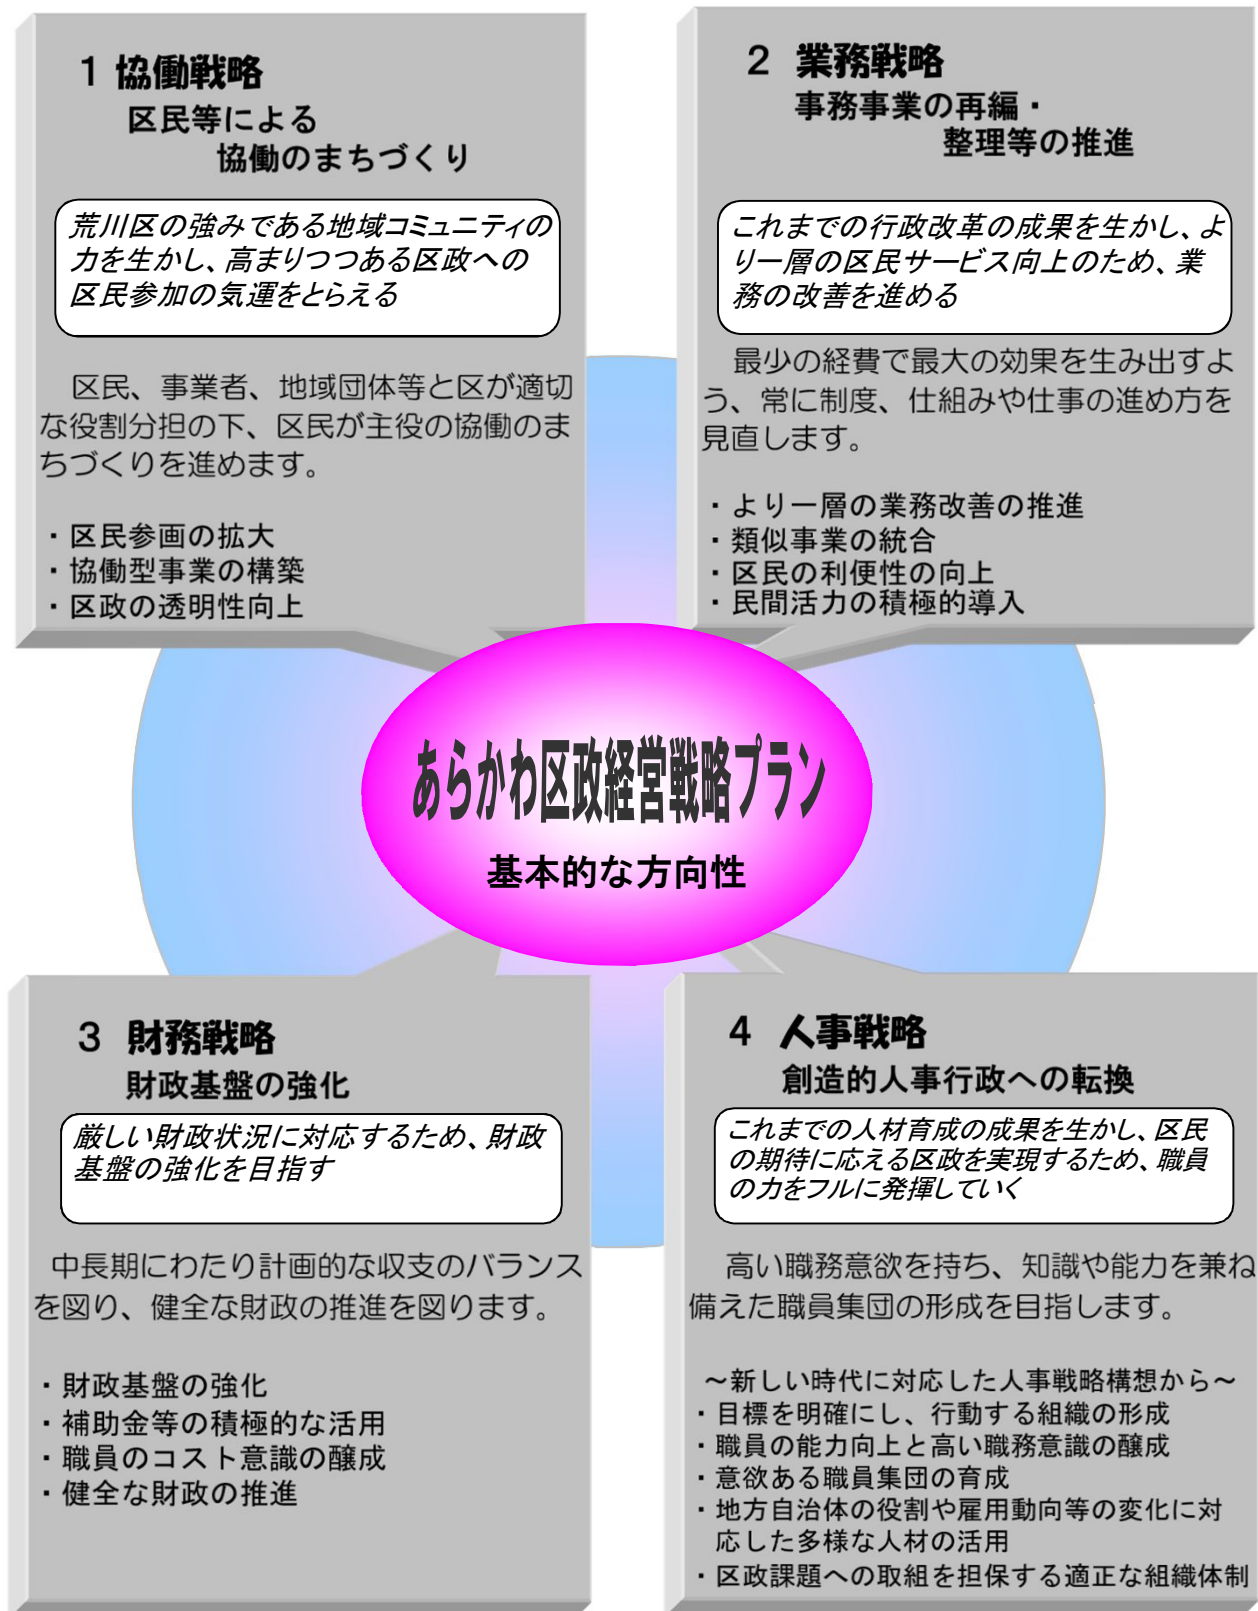 1 協働戦略
区民等による
協働のまちづくり
荒川区の強みである地域コミュニティの
力を生かし、高まりつつある区政への
区民参加の気運をとらえる
区民、事業者、地域団体等と区が適切
な役割分担の下、区民が主役の協働のま
ちづくりを進めます。
・区民参画の拡大
・協働型事業の構築
・区政の透明性向上
2 業務戦略
事務事業の再編・
整理等の推進
これまでの行政改革の成果を生かし、よ
り一層の区民サービス向上のため、業
務の改善を進める
最少の経費で最大の効果を生み出すよ
う、常に制度、仕組みや仕事の進め方を
見直します。
・より一層の業務改善の推進
・類似事業の統合
・区民の利便性の向上
・民間活力の積極的導入
あらかわ区政経営戦略プラン
基本的な方向性
3 財務戦略
財政基盤の強化
厳しい財政状況に対応するため、財政
基盤の強化を目指す
中長期にわたり計画的な収支のバランス
を図り、健全な財政の推進を図ります。
・財政基盤の強化
・補助金等の積極的な活用
・職員のコスト意識の醸成
・健全な財政の推進
4 人事戦略
創造的人事行政への転換
これまでの人材育成の成果を生かし、区民
の期待に応える区政を実現するため、職員
の力をフルに発揮していく
高い職務意欲を持ち、知識や能力を兼ね
備えた職員集団の形成を目指します。
～新しい時代に対応した人事戦略構想から～
・目標を明確にし、行動する組織の形成
・職員の能力向上と高い職務意識の醸成
・意欲ある職員集団の育成
・地方自治体の役割や雇用動向等の変化に対
応した多様な人材の活用
・区政課題への取組を担保する適正な組織体制